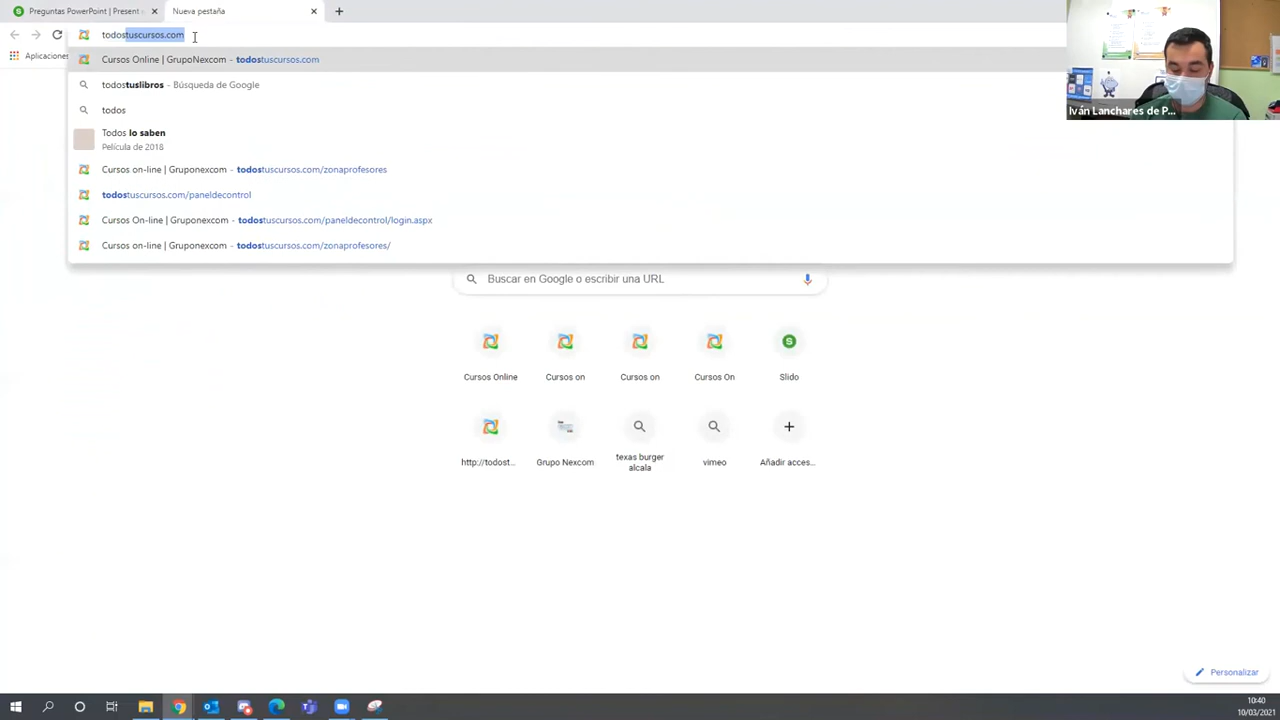 Preguntas PowerPoint | Present
Nueva pestaña
todostuscursos.com
Aplicaciones
Cursos Online | GrupoNexcom - todostuscursos.com
todostuslibros - Búsqueda de Google
todos
Todos lo saben
Película de 2018
Cursos on-line | Gruponexcom - todostuscursos.com/zonaprofesores
todostuscursos.com/paneldecontrol
Cursos On-line | Gruponexcom - todostuscursos.com/paneldecontrol/login.aspx
Cursos on-line | Gruponexcom - todostuscursos.com/zonaprofesores/
Iván Lanchares de P...
Buscar en Google o escribir una URL
Cursos Online
Cursos on
Cursos on
Cursos On
Slido
http://todost...
Grupo Nexcom
texas burger
alcala
vimeo
Añadir acces...
Personalizar
10:40
10/03/2021